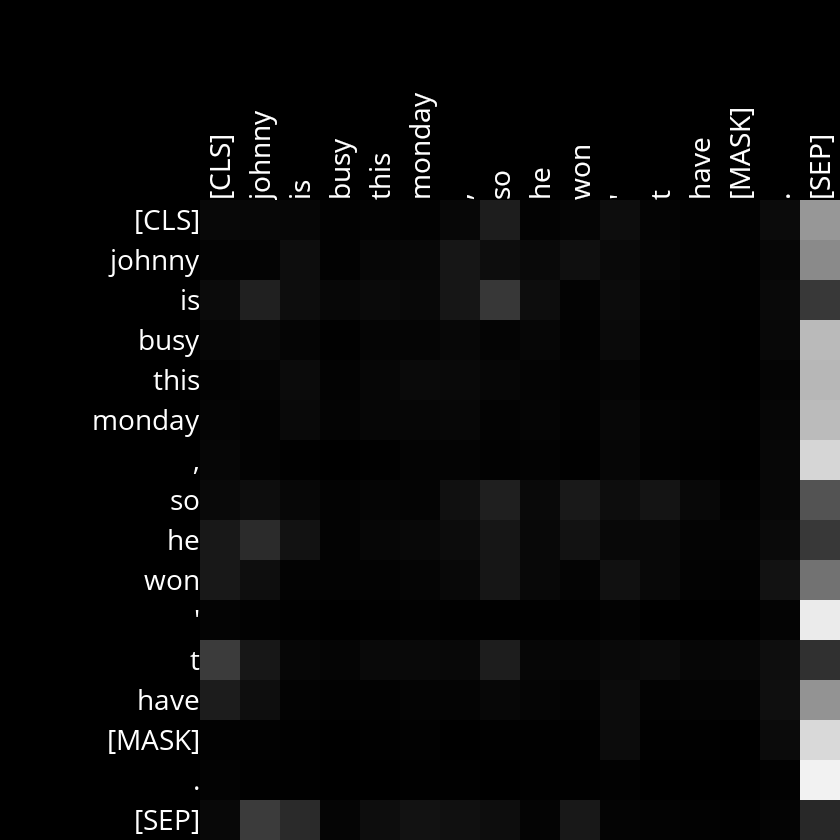 [CLS] johnny is busy this monday , so he won ' t have [MASK] . [SEP]
[CLS]
johnny
is
busy
this
monday
,
so
he
won
'
t
have
[MASK]
.
[SEP]